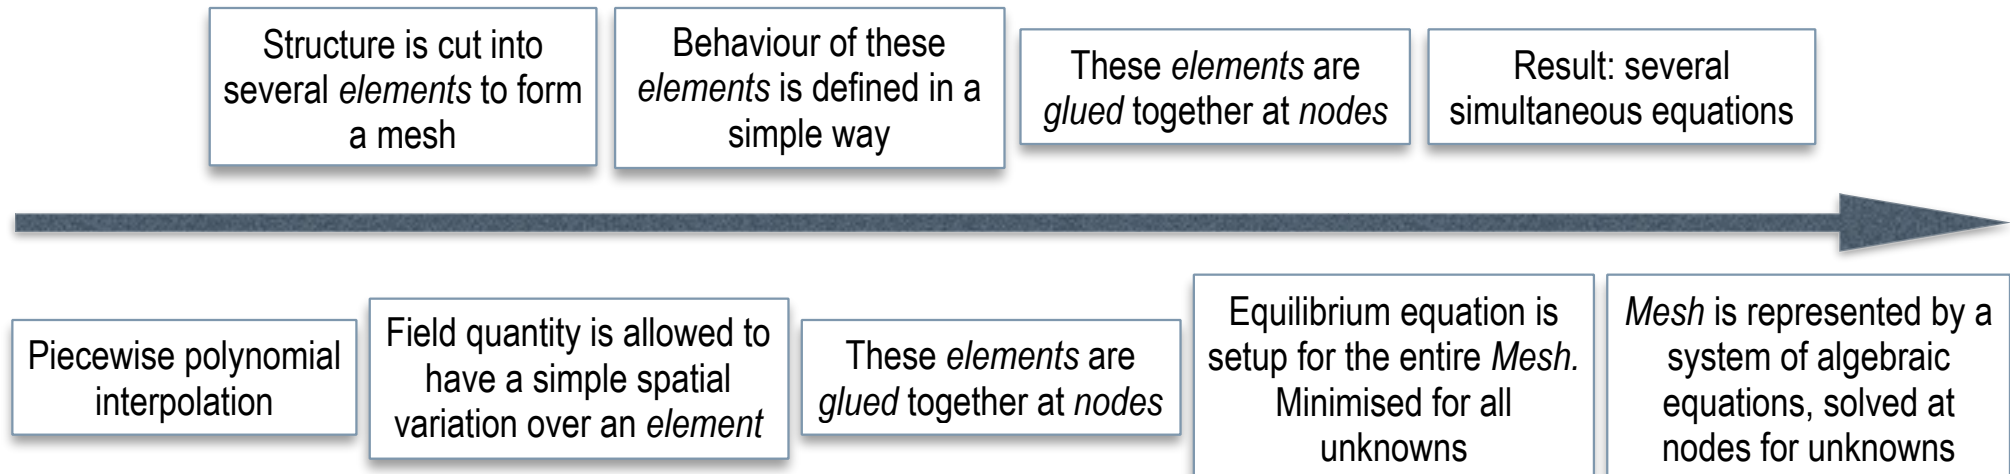 Structure is cut into
several elements to form
a mesh
Behaviour of these
elements is defined in a
simple way
These elements are
glued together at nodes
Result: several
simultaneous equations
Piecewise polynomial
interpolation
Field quantity is allowed to
have a simple spatial
variation over an element
These elements are
glued together at nodes
Equilibrium equation is
setup for the entire Mesh.
Minimised for all
unknowns
Mesh is represented by a
system of algebraic
equations, solved at
nodes for unknowns